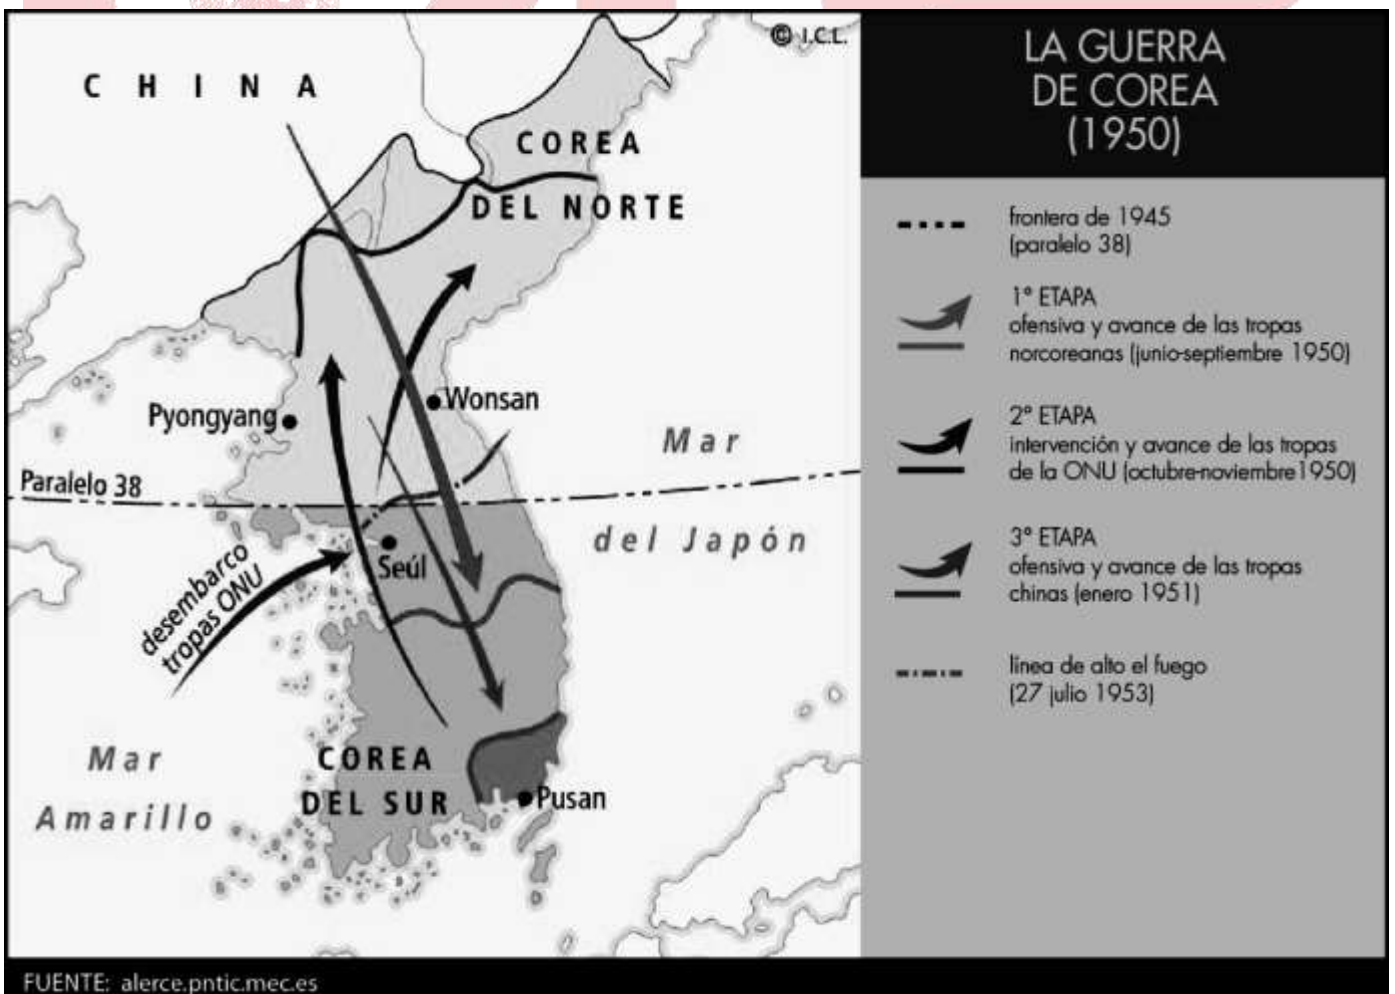 © I.C.L.
CHINA
COREA
DEL NORTE
Pyongyang
Wonsan
Paralelo 38
Mar
del Japón
desembarco
tropas ONU
Seúl
Mar
Amarillo
COREA
DEL SUR
Pusan
LA GUERRA
DE COREA
(1950)
frontera de 1945
(paralelo 38)
1º ETAPA
ofensiva y avance de las tropas
norcoreanas (junio-septiembre 1950)
2º ETAPA
intervención y avance de las tropas
de la ONU (octubre-noviembre1950)
3º ETAPA
ofensiva y avance de las tropas
chinas (enero 1951)
línea de alto el fuego
(27 julio 1953)
FUENTE: alerce.pntic.mec.es